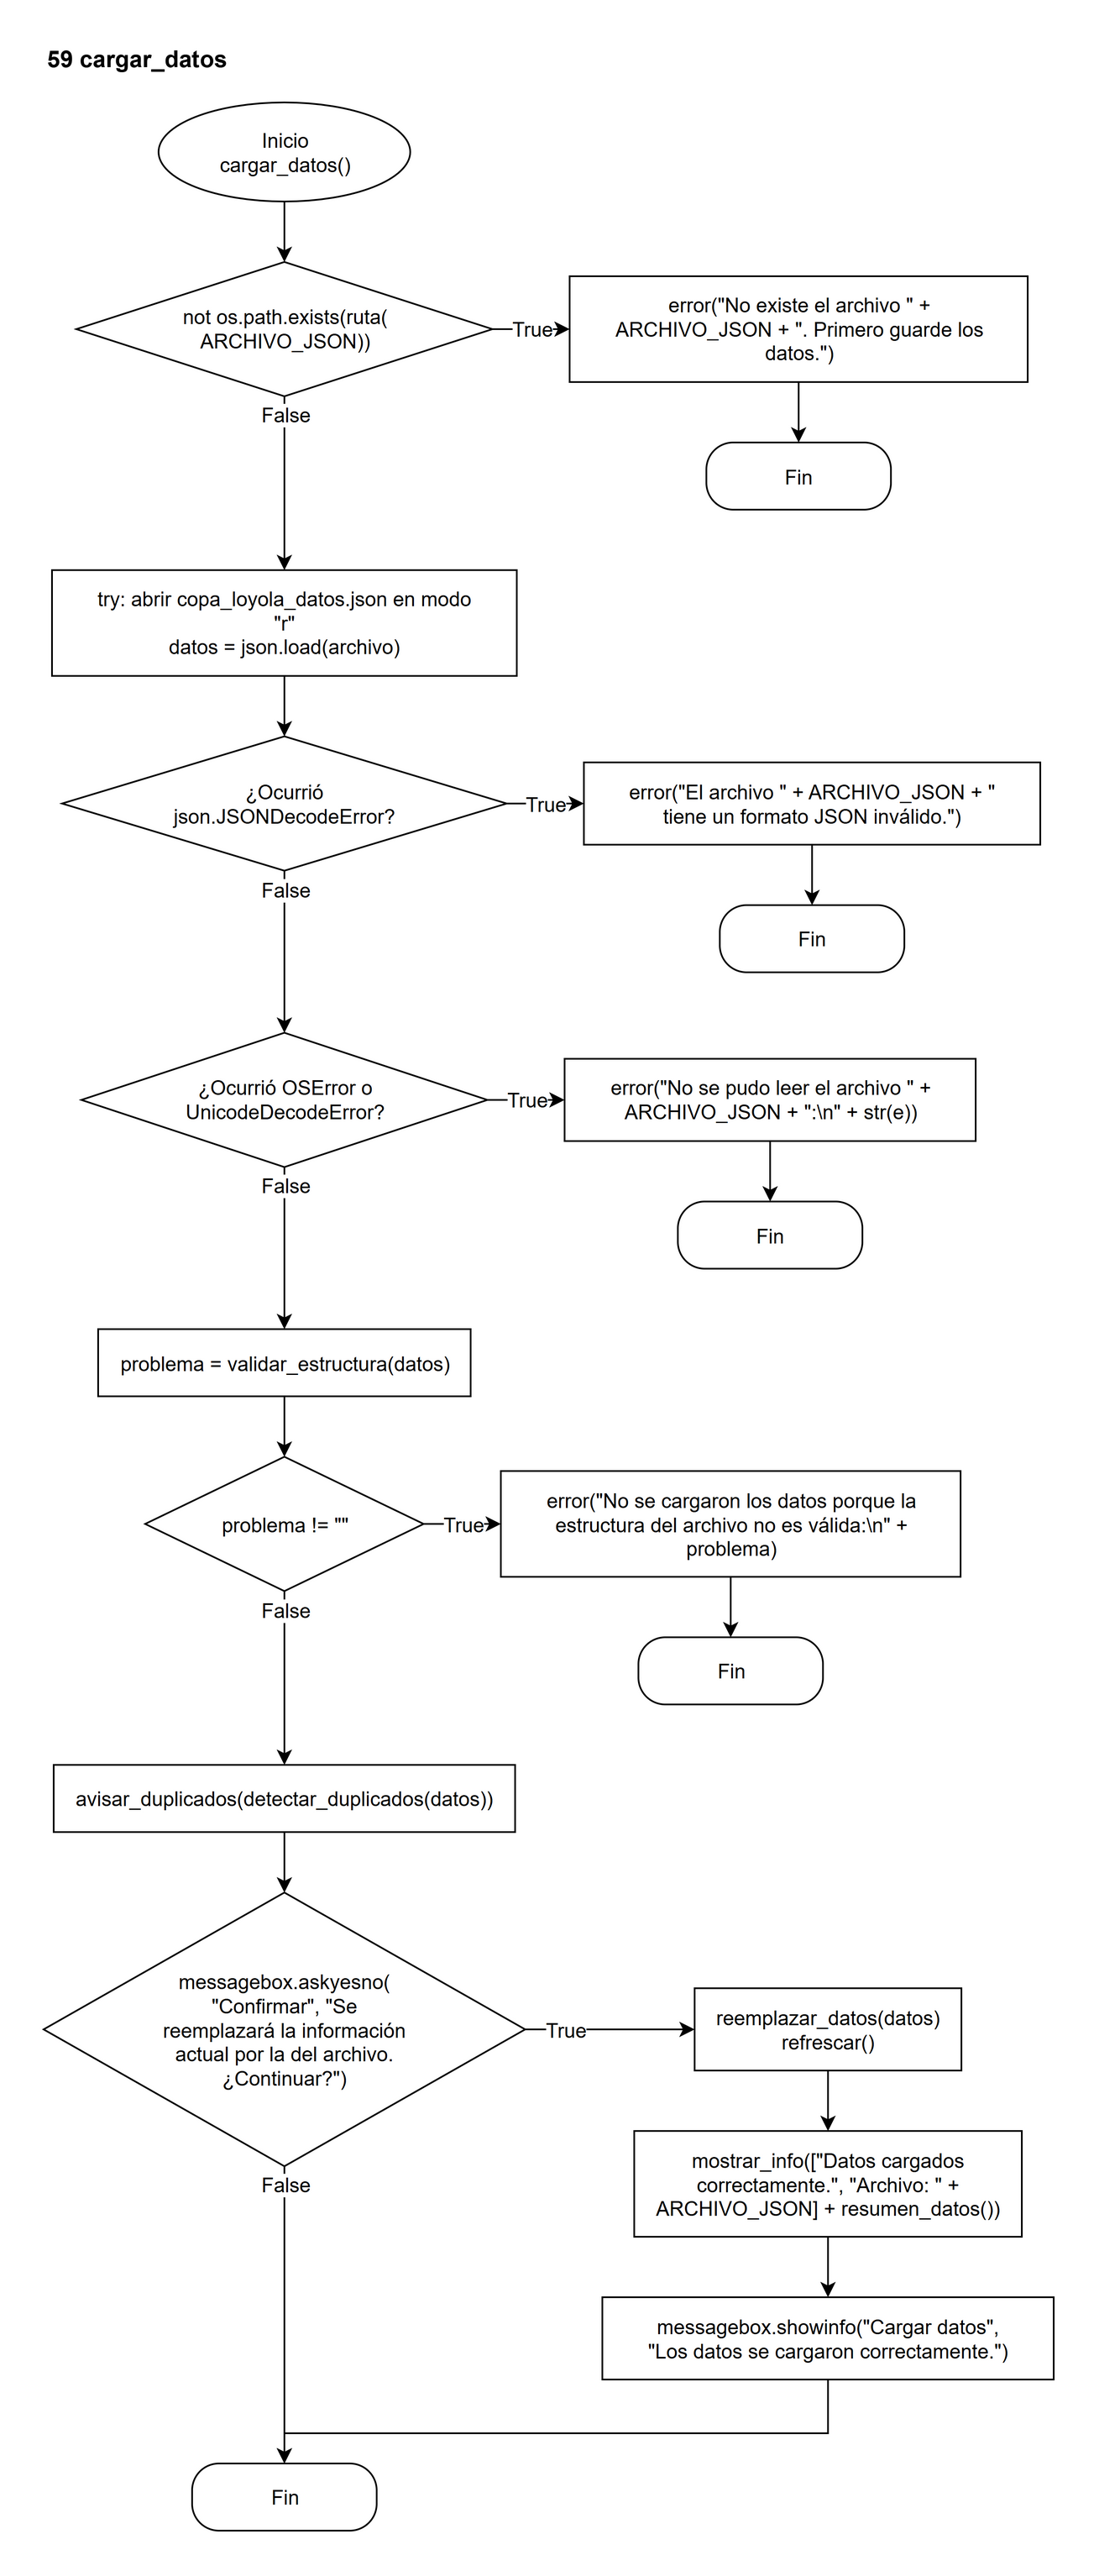 59 cargar_datos
Inicio
cargar_datos()
not os.path.exists(ruta(
ARCHIVO_JSON))
True
error("No existe el archivo " +
ARCHIVO_JSON + ". Primero guarde los
datos.")
False
Fin
try: abrir copa_loyola_datos.json en modo
"r"
datos = json.load(archivo)
¿Ocurrió
json.JSONDecodeError?
True
error("El archivo " + ARCHIVO_JSON + "
tiene un formato JSON inválido.")
False
Fin
¿Ocurrió OSError o
UnicodeDecodeError?
True
error("No se pudo leer el archivo " +
ARCHIVO_JSON + ":\n" + str(e))
False
Fin
problema = validar_estructura(datos)
problema != ""
True
error("No se cargaron los datos porque la
estructura del archivo no es válida:\n" +
problema)
False
Fin
avisar_duplicados(detectar_duplicados(datos))
messagebox.askyesno(
"Confirmar", "Se
reemplazará la información
actual por la del archivo.
¿Continuar?")
True
reemplazar_datos(datos)
refrescar()
mostrar_info(["Datos cargados
correctamente.", "Archivo: " +
ARCHIVO_JSON] + resumen_datos())
False
messagebox.showinfo("Cargar datos",
"Los datos se cargaron correctamente.")
Fin